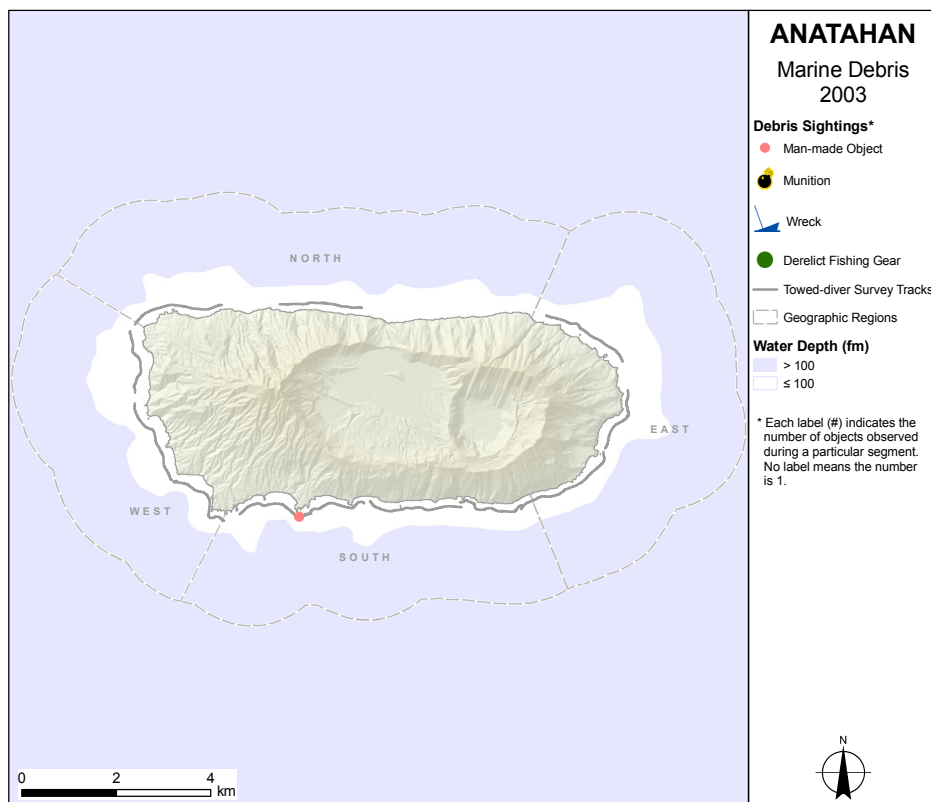 ANATAHAN
Marine Debris
2003
Debris Sightings*
Man-made Object
Munition
Wreck
Derelict Fishing Gear
Towed-diver Survey Tracks
Geographic Regions
Water Depth (fm)
> 100
≤ 100
* Each label (#) indicates the
number of objects observed
during a particular segment.
No label means the number
is 1.
NORTH
EAST
WEST
SOUTH
0 2 4
km
N